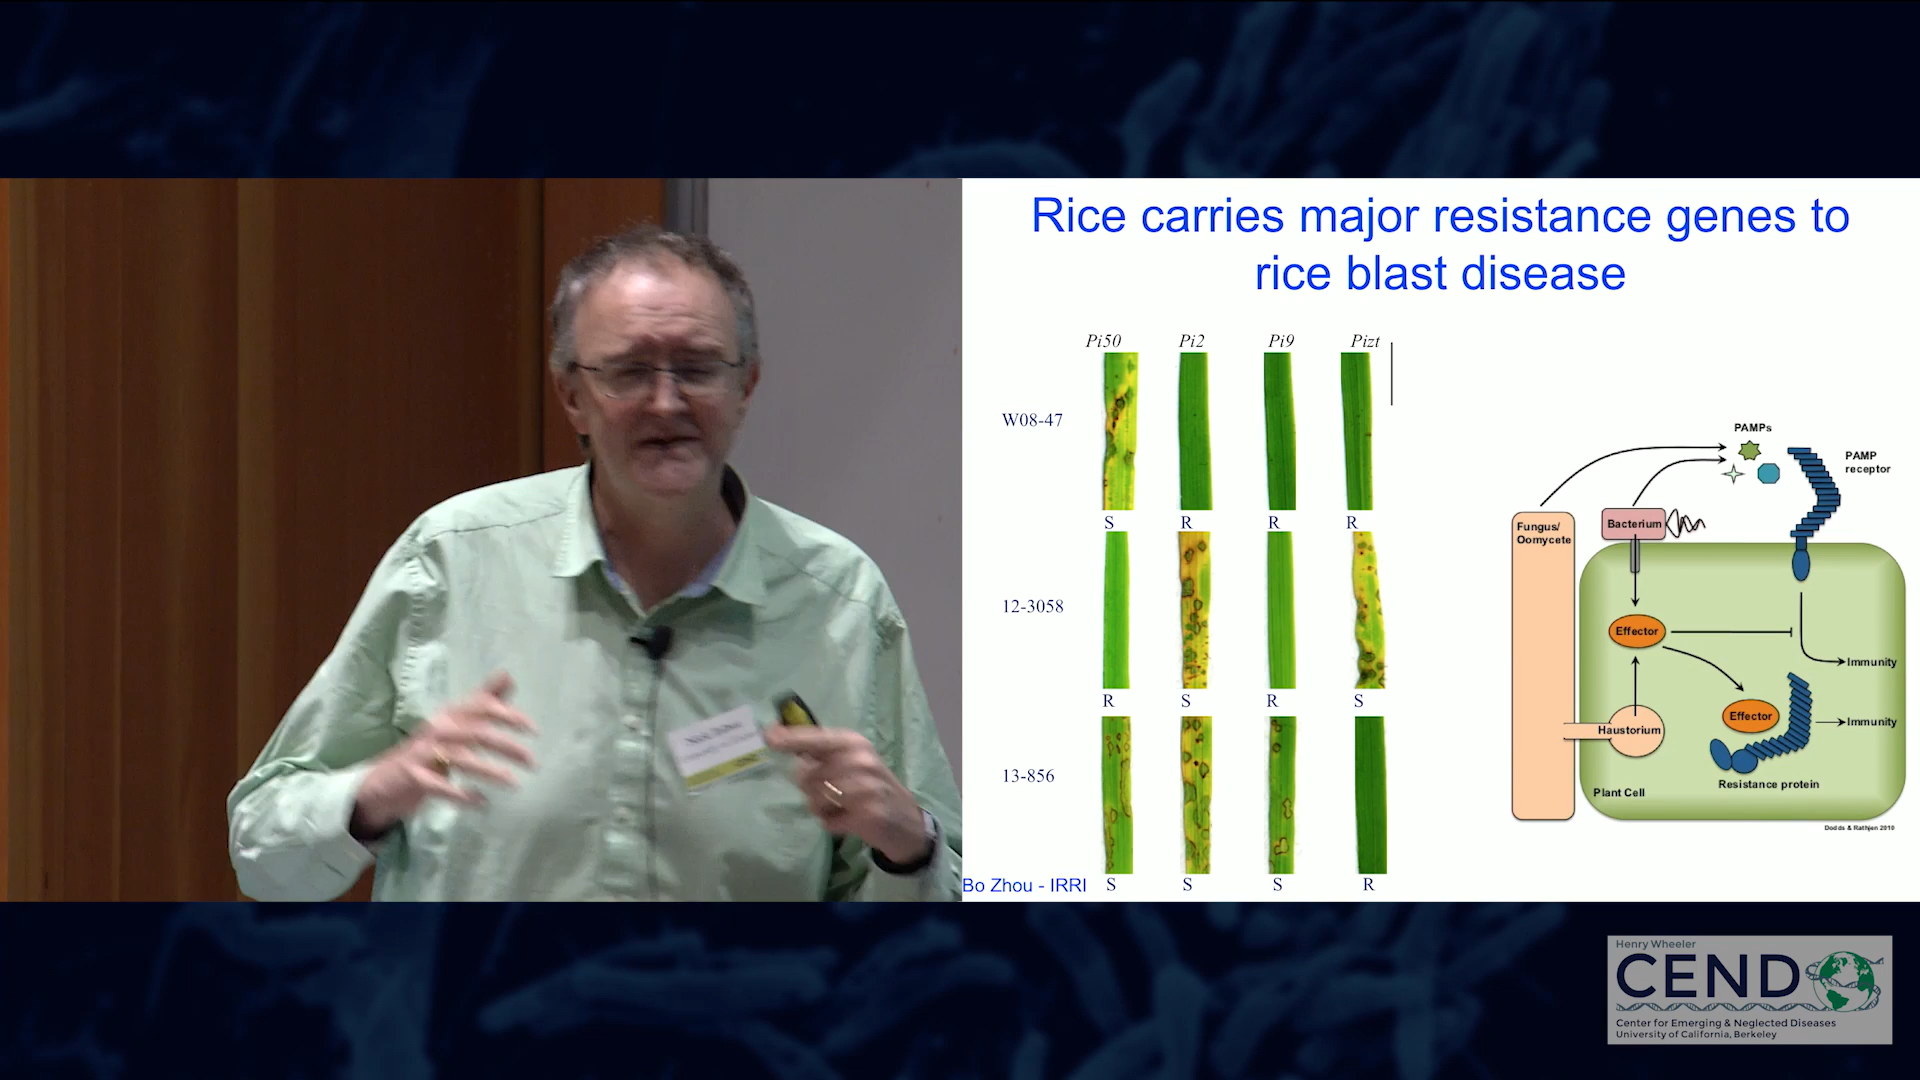 Rice carries major resistance genes to
rice blast disease
Pi50 Pi2 Pi9 Pizt
W08-47
S R R R
12-3058
R S R S
13-856
S S S R
Bo Zhou - IRRI
PAMPs
PAMP
receptor
Fungus/
Oomycete
Bacterium
Effector
Immunity
Effector
Immunity
Haustorium
Resistance protein
Plant Cell
Dodds & Rathjen 2010
Henry Wheeler
CEND
Center for Emerging & Neglected Diseases
University of California, Berkeley